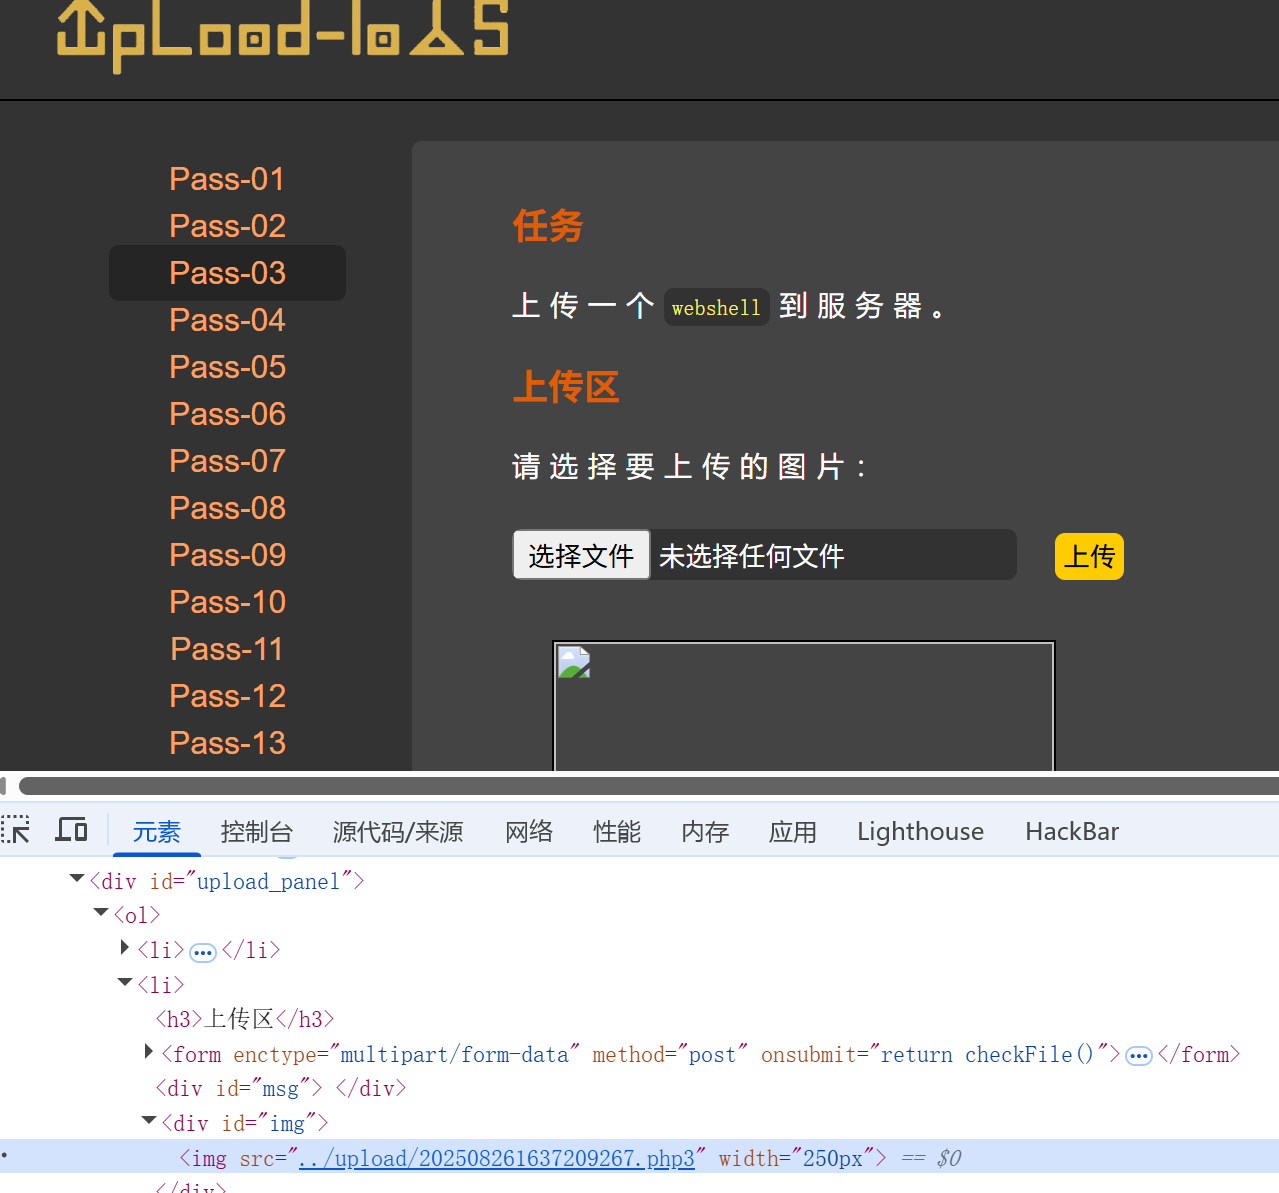 UpLoad-labs
Pass-01
Pass-02
Pass-03
Pass-04
Pass-05
Pass-06
Pass-07
Pass-08
Pass-09
Pass-10
Pass-11
Pass-12
Pass-13
任务
上传一个 webshell 到服务器。
上传区
请选择要上传的图片：
选择文件 未选择任何文件 上传
元素 控制台 源代码/来源 网络 性能 内存 应用 Lighthouse HackBar
<div id="upload_panel">
<ol>
<li>…</li>
<li>
<h3>上传区</h3>
<form enctype="multipart/form-data" method="post" onsubmit="return checkFile()">…</form>
<div id="msg"> </div>
<div id="img">
<img src="../upload/202508261637209267.php3" width="250px"> == $0
</div>